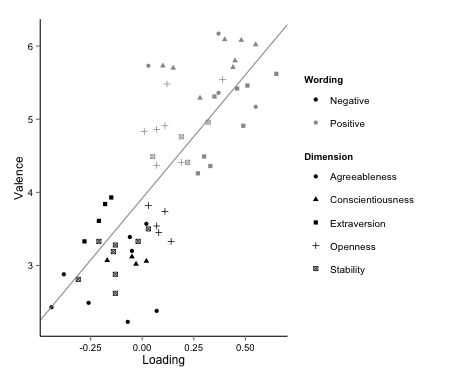 Valence
6
5
4
3
-0.25
0.00
0.25
0.50
Loading
Wording
Negative
Positive
Dimension
Agreeableness
Conscientiousness
Extraversion
Openness
Stability